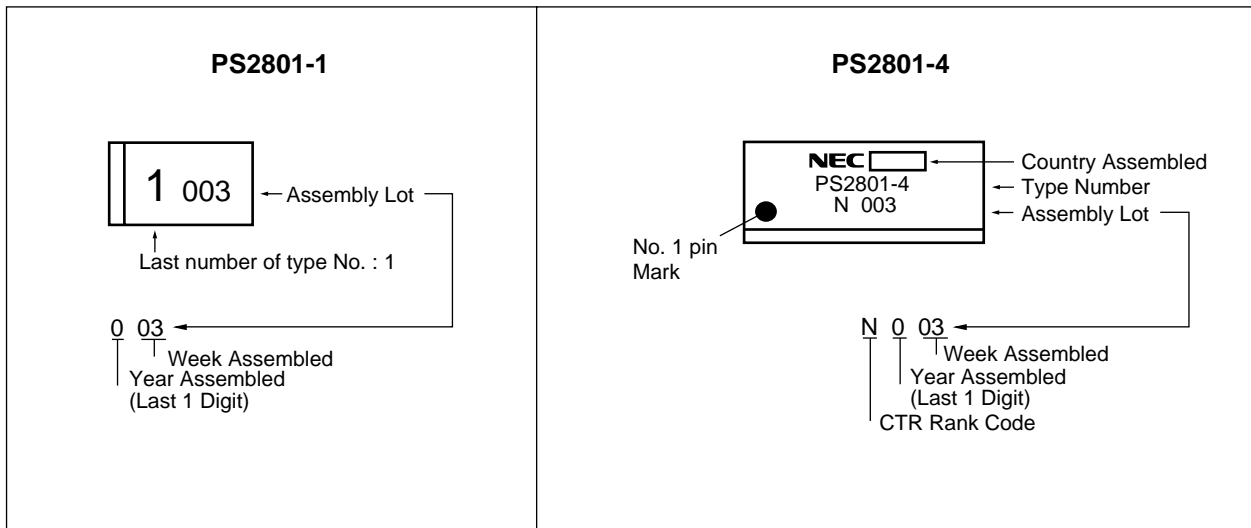 PS2801-1
1 003
Assembly Lot
Last number of type No. : 1
0 03
Week Assembled
Year Assembled
(Last 1 Digit)
PS2801-4
NEC
Country Assembled
PS2801-4
Type Number
N 003
Assembly Lot
No. 1 pin
Mark
N 0 03
Week Assembled
Year Assembled
(Last 1 Digit)
CTR Rank Code